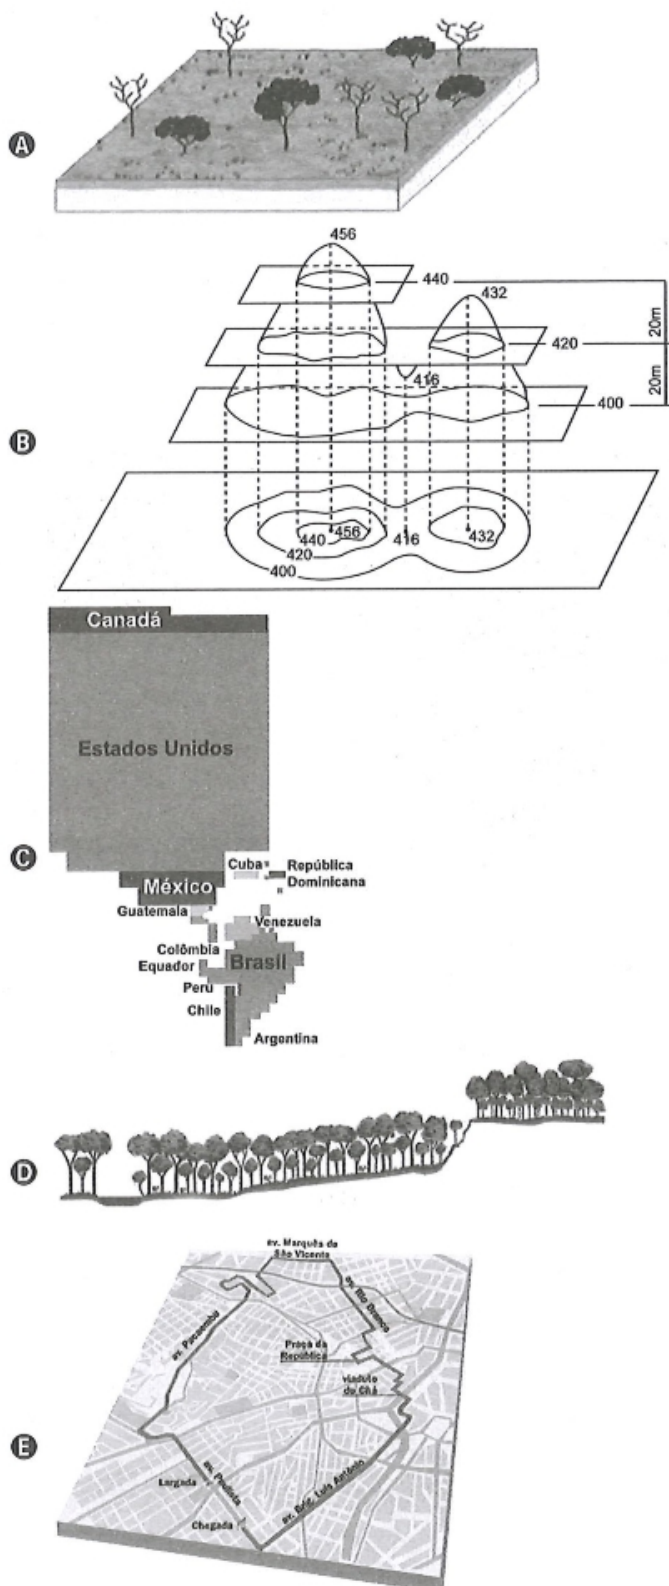 A
456
440
432
20m
420
416
20m
400
B
456
440
432
416
420
400
Canadá
Estados Unidos
C
Cuba
República
Dominicana
México
Guatemala
Venezuela
Colômbia
Equador
Brasil
Peru
Chile
Argentina
D
av. Marquês de
São Vicente
av. Rio Branco
av. Pacaembu
Praça da
República
viaduto
do Chá
E
av. Paulista
Largada
av. Brig. Luís Antônio
Chegada